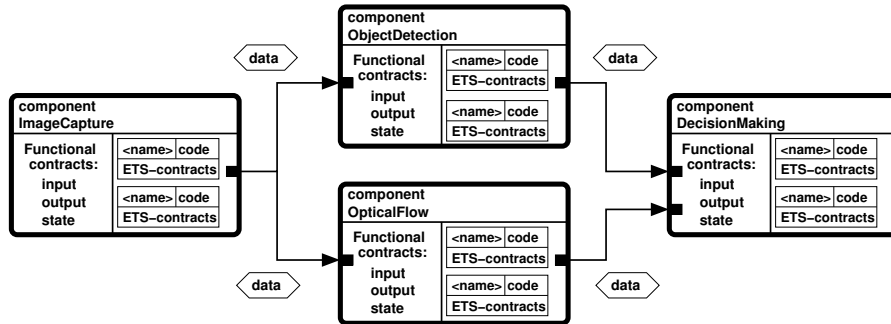 component
ImageCapture
Functional
contracts:
input
output
state
<name> code
ETS-contracts
<name> code
ETS-contracts
data
data
component
ObjectDetection
Functional
contracts:
input
output
state
<name> code
ETS-contracts
<name> code
ETS-contracts
component
OpticalFlow
Functional
contracts:
input
output
state
<name> code
ETS-contracts
<name> code
ETS-contracts
data
data
component
DecisionMaking
Functional
contracts:
input
output
state
<name> code
ETS-contracts
<name> code
ETS-contracts